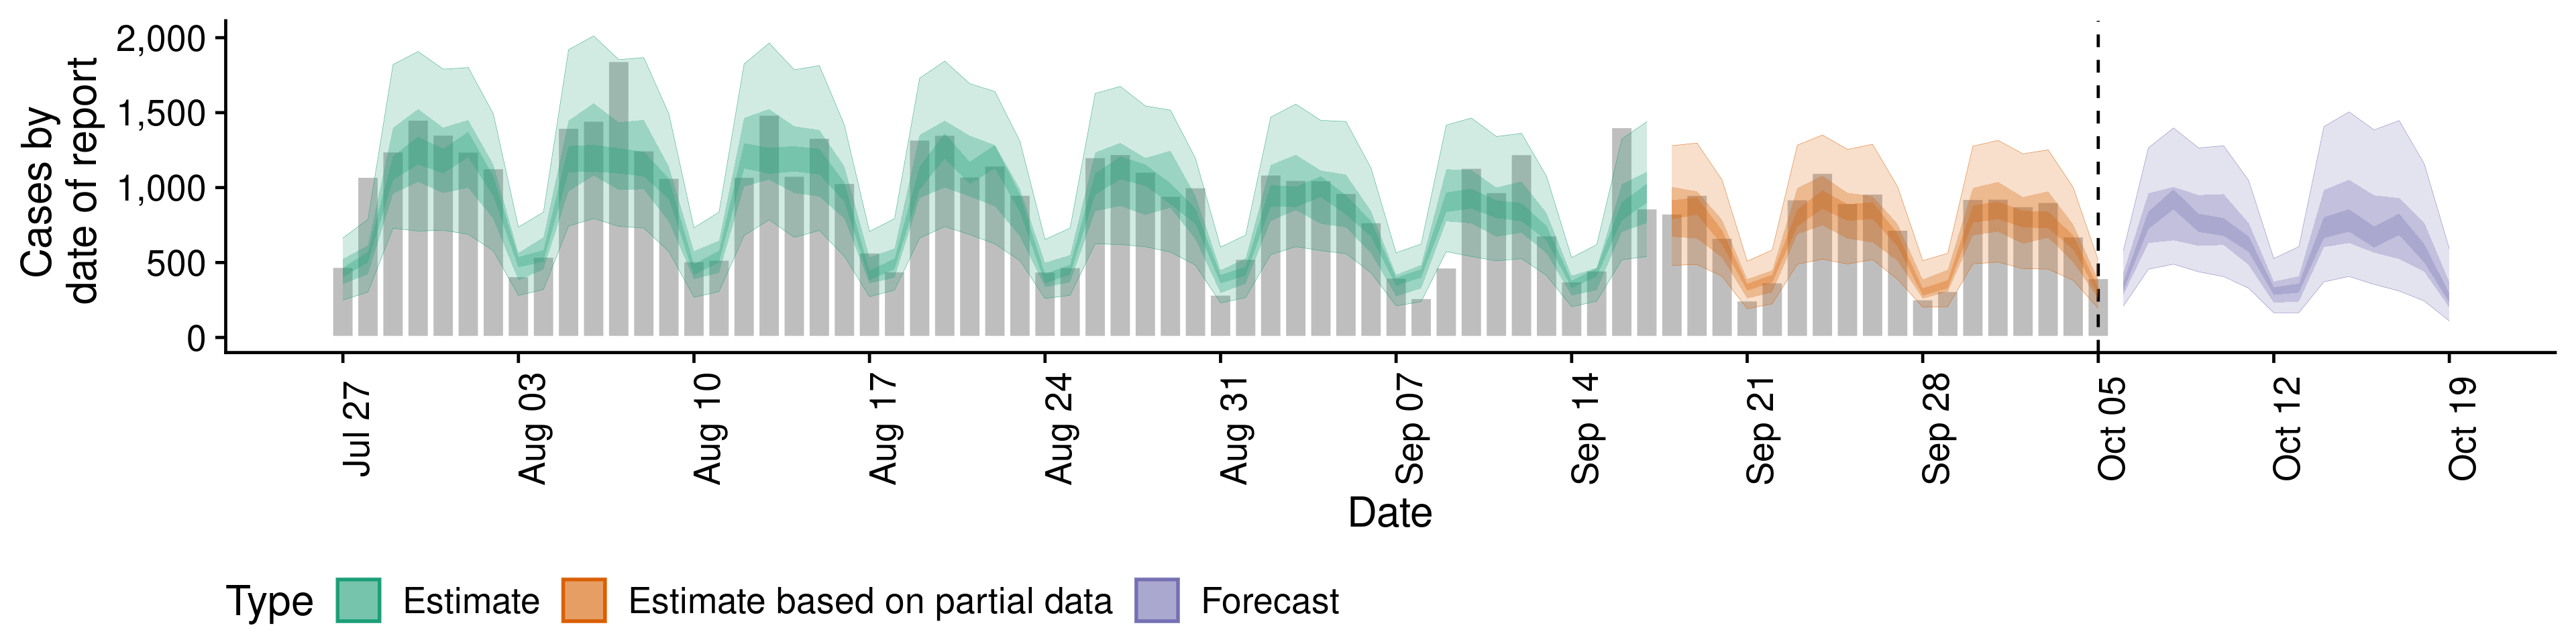 Cases by
date of report
2,000
1,500
1,000
500
0
Jul 27
Aug 03
Aug 10
Aug 17
Aug 24
Aug 31
Sep 07
Sep 14
Sep 21
Sep 28
Oct 05
Oct 12
Oct 19
Date
Type Estimate Estimate based on partial data Forecast